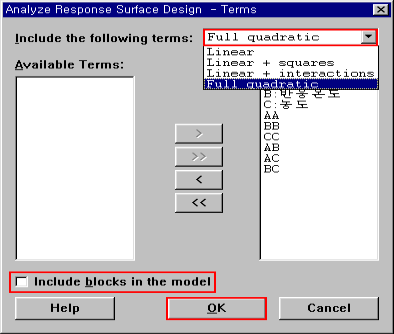 Analyze Response Surface Design - Terms
Include the following terms:
Full quadratic
Linear
Linear + squares
Linear + interactions
Full quadratic
Available Terms:
B:반응온도
C:농도
AA
BB
CC
AB
AC
BC
>
>>
<
<<
Include blocks in the model
Help
OK
Cancel